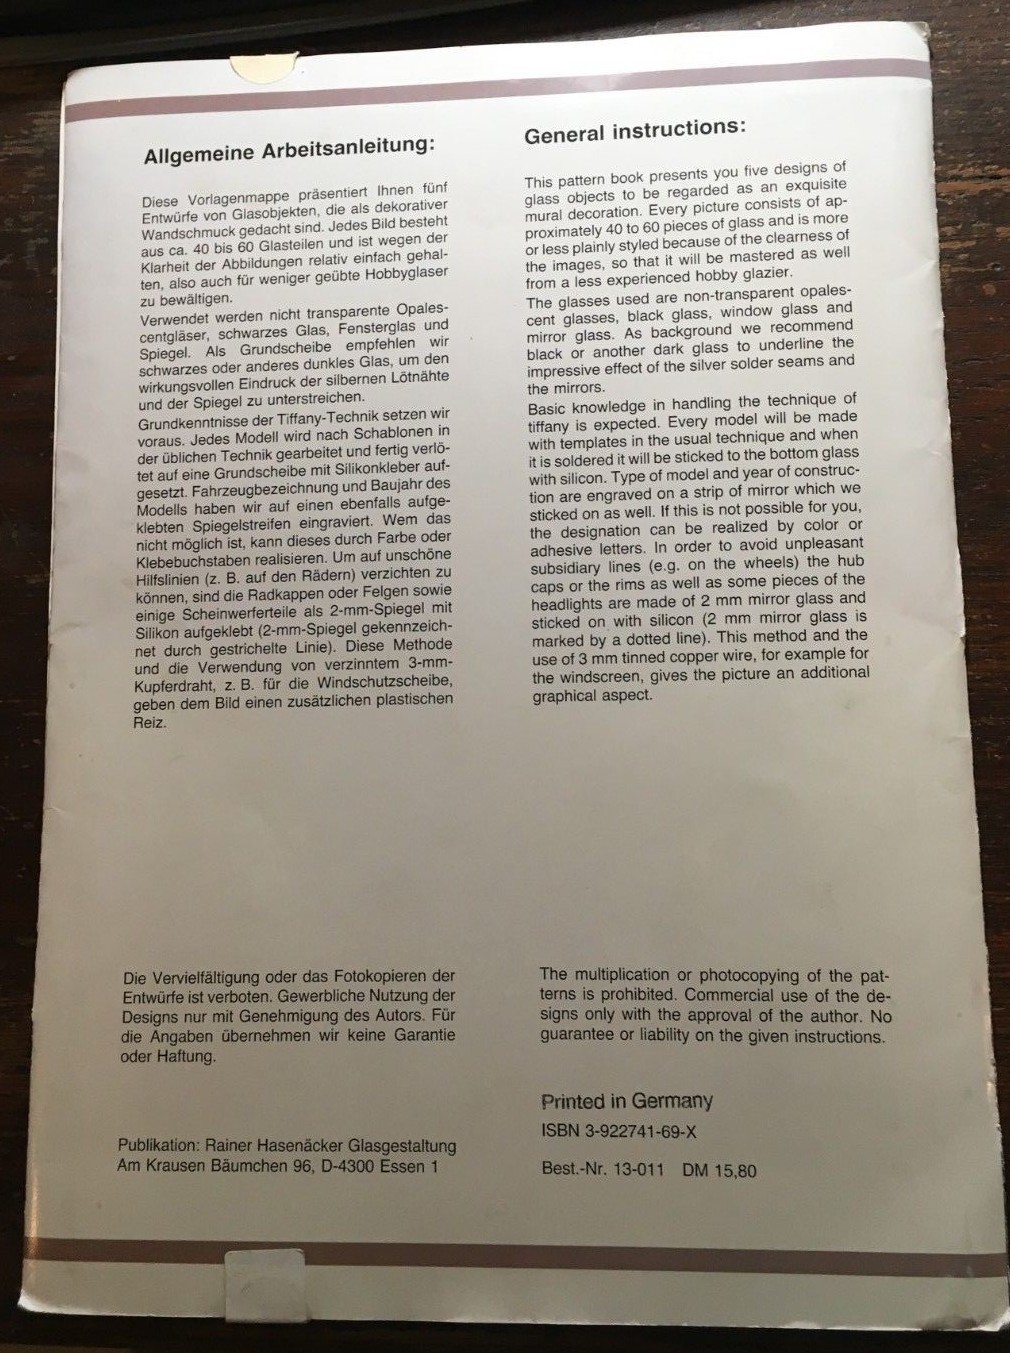 Allgemeine Arbeitsanleitung:
Diese Vorlagenmappe präsentiert Ihnen fünf
Entwürfe von Glasobjekten, die als dekorativer
Wandschmuck gedacht sind. Jedes Bild besteht
aus ca. 40 bis 60 Glasteilen und ist wegen der
Klarheit der Abbildungen relativ einfach gehal-
ten, also auch für weniger geübte Hobbyglaser
zu bewältigen.
Verwendet werden nicht transparente Opales-
centgläser, schwarzes Glas, Fensterglas und
Spiegel. Als Grundscheibe empfehlen wir
schwarzes oder anderes dunkles Glas, um den
wirkungsvollen Eindruck der silbernen Lötnähte
und der Spiegel zu unterstreichen.
Grundkenntnisse der Tiffany-Technik setzen wir
voraus. Jedes Modell wird nach Schablonen in
der üblichen Technik gearbeitet und fertig verlö-
tet auf eine Grundscheibe mit Silikonkleber auf-
gesetzt. Fahrzeugbezeichnung und Baujahr des
Modells haben wir auf einen ebenfalls aufge-
klebten Spiegelstreifen eingraviert. Wem das
nicht möglich ist, kann dieses durch Farbe oder
Klebebuchstaben realisieren. Um auf unschöne
Hilfslinien (z. B. auf den Rädern) verzichten zu
können, sind die Radkappen oder Felgen sowie
einige Scheinwerferteile als 2-mm-Spiegel mit
Silikon aufgeklebt (2-mm-Spiegel gekennzeich-
net durch gestrichelte Linie). Diese Methode
und die Verwendung von verzinntem 3-mm-
Kupferdraht, z. B. für die Windschutzscheibe,
geben dem Bild einen zusätzlichen plastischen
Reiz.
Die Vervielfältigung oder das Fotokopieren der
Entwürfe ist verboten. Gewerbliche Nutzung der
Designs nur mit Genehmigung des Autors. Für
die Angaben übernehmen wir keine Garantie
oder Haftung.
Publikation: Rainer Hasenäcker Glasgestaltung
Am Krausen Bäumchen 96, D-4300 Essen 1
General instructions:
This pattern book presents you five designs of
glass objects to be regarded as an exquisite
mural decoration. Every picture consists of ap-
proximately 40 to 60 pieces of glass and is more
or less plainly styled because of the clearness of
the images, so that it will be mastered as well
from a less experienced hobby glazier.
The glasses used are non-transparent opales-
cent glasses, black glass, window glass and
mirror glass. As background we recommend
black or another dark glass to underline the
impressive effect of the silver solder seams and
the mirrors.
Basic knowledge in handling the technique of
tiffany is expected. Every model will be made
with templates in the usual technique and when
it is soldered it will be sticked to the bottom glass
with silicon. Type of model and year of construc-
tion are engraved on a strip of mirror which we
sticked on as well. If this is not possible for you,
the designation can be realized by color or
adhesive letters. In order to avoid unpleasant
subsidiary lines (e.g. on the wheels) the hub
caps or the rims as well as some pieces of the
headlights are made of 2 mm mirror glass and
sticked on with silicon (2 mm mirror glass is
marked by a dotted line). This method and the
use of 3 mm tinned copper wire, for example for
the windscreen, gives the picture an additional
graphical aspect.
The multiplication or photocopying of the pat-
terns is prohibited. Commercial use of the de-
signs only with the approval of the author. No
guarantee or liability on the given instructions.
Printed in Germany
ISBN 3-922741-69-X
Best.-Nr. 13-011 DM 15,80